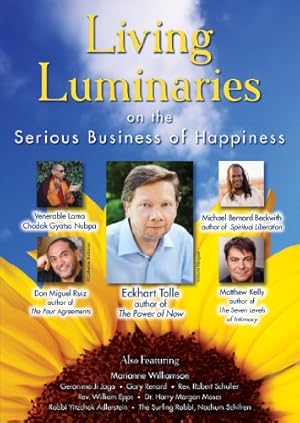 Living
Luminaries
on the
Serious Business of Happiness
Venerable Lama
Chodak Gyatso Nubpa
Michael Bernard Beckwith
author of Spiritual Liberation
Don Miguel Ruiz
author of
The Four Agreements
Eckhart Tolle
author of
The Power of Now
Matthew Kelly
author of
The Seven Levels
of Intimacy
Also Featuring
Marianne Williamson
Geronimo Ji Jaga • Gary Renard • Rev. Robert Schuller
Rev. William Epps • Dr. Harry Morgan Moses
Rabbi Yitzchok Adlerstein • The Surfing Rabbi, Nachum Schifren